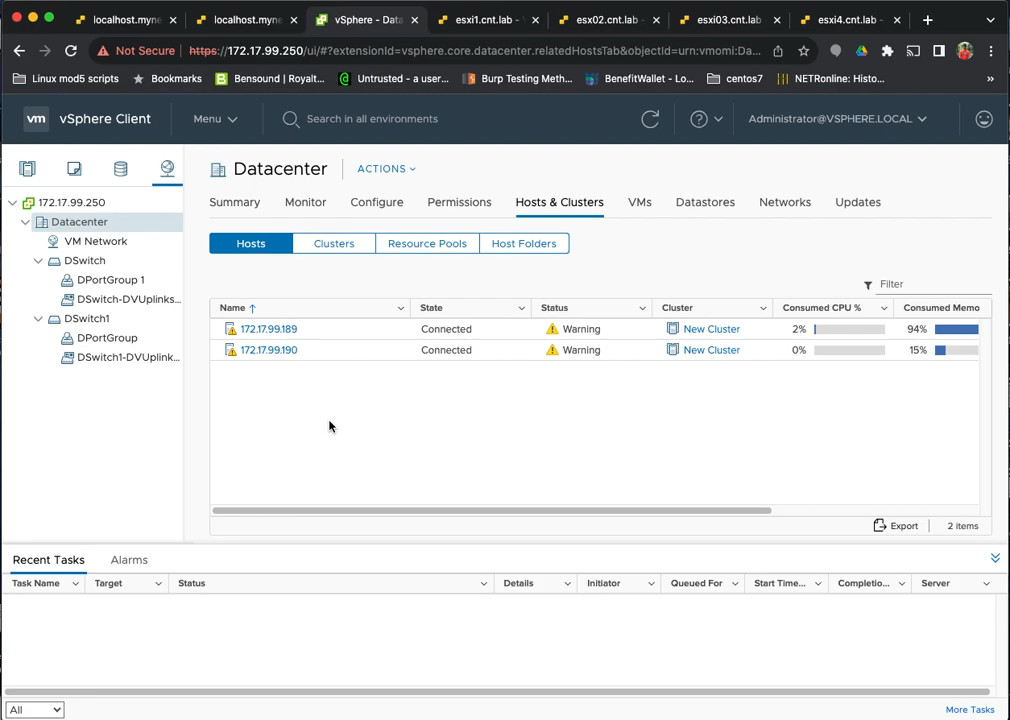 localhost.myne
localhost.myne
vSphere - Data
esxi1.cnt.lab -
esx02.cnt.lab -
esxi03.cnt.lab
esxi4.cnt.lab -
Not Secure
https://172.17.99.250/ui/#?extensionId=vsphere.core.datacenter.relatedHostsTab&objectId=urn:vmomi:Da...
Linux mod5 scripts
Bookmarks
Bensound | Royalt...
Untrusted - a user...
Burp Testing Meth...
BenefitWallet - Lo...
centos7
NETRonline: Histo...
»
vm
vSphere Client
Menu
Search in all environments
Administrator@VSPHERE.LOCAL
172.17.99.250
Datacenter
VM Network
DSwitch
DPortGroup 1
DSwitch-DVUplinks...
DSwitch1
DPortGroup
DSwitch1-DVUplink...
Datacenter
ACTIONS
Summary
Monitor
Configure
Permissions
Hosts & Clusters
VMs
Datastores
Networks
Updates
Hosts
Clusters
Resource Pools
Host Folders
Filter
Name
State
Status
Cluster
Consumed CPU %
Consumed Memo
172.17.99.189
Connected
Warning
New Cluster
2%
94%
172.17.99.190
Connected
Warning
New Cluster
0%
15%
Export
2 items
Recent Tasks
Alarms
Task Name
Target
Status
Details
Initiator
Queued For
Start Time...
Completio...
Server
All
More Tasks